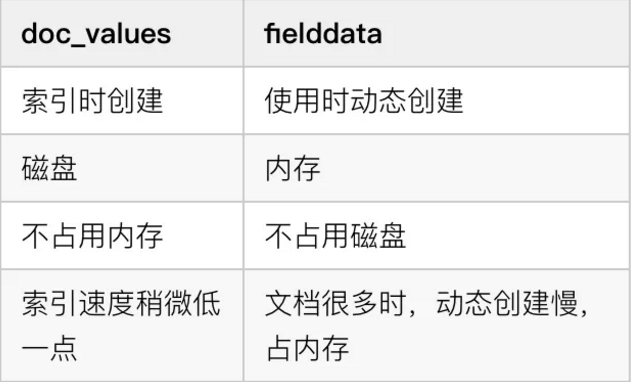 doc_values fielddata
索引时创建 使用时动态创建
磁盘 内存
不占用内存 不占用磁盘
索引速度稍微低 文档很多时，动态创建慢，
一点 占内存